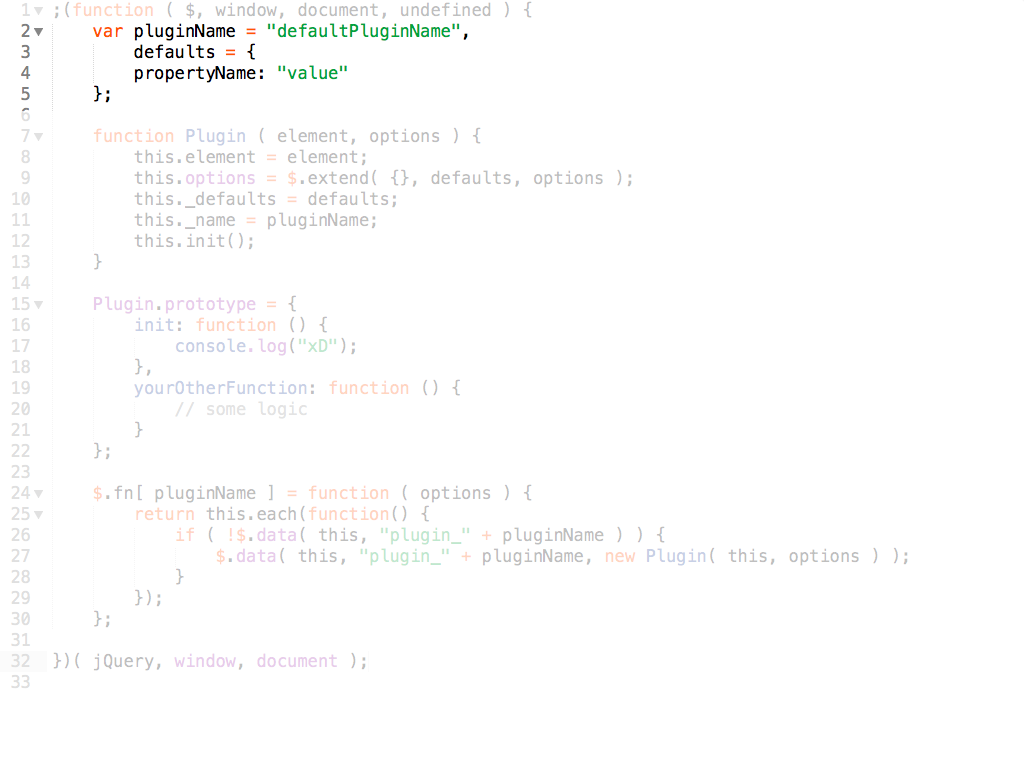 1 ;(function ( $, window, document, undefined ) {
2     var pluginName = "defaultPluginName",
3         defaults = {
4         propertyName: "value"
5     };
6
7     function Plugin ( element, options ) {
8         this.element = element;
9         this.options = $.extend( {}, defaults, options );
10         this._defaults = defaults;
11         this._name = pluginName;
12         this.init();
13     }
14
15     Plugin.prototype = {
16         init: function () {
17             console.log("xD");
18         },
19         yourOtherFunction: function () {
20             // some logic
21         }
22     };
23
24     $.fn[ pluginName ] = function ( options ) {
25         return this.each(function() {
26             if ( !$.data( this, "plugin_" + pluginName ) ) {
27                 $.data( this, "plugin_" + pluginName, new Plugin( this, options ) );
28             }
29         });
30     };
31
32 })( jQuery, window, document );
33